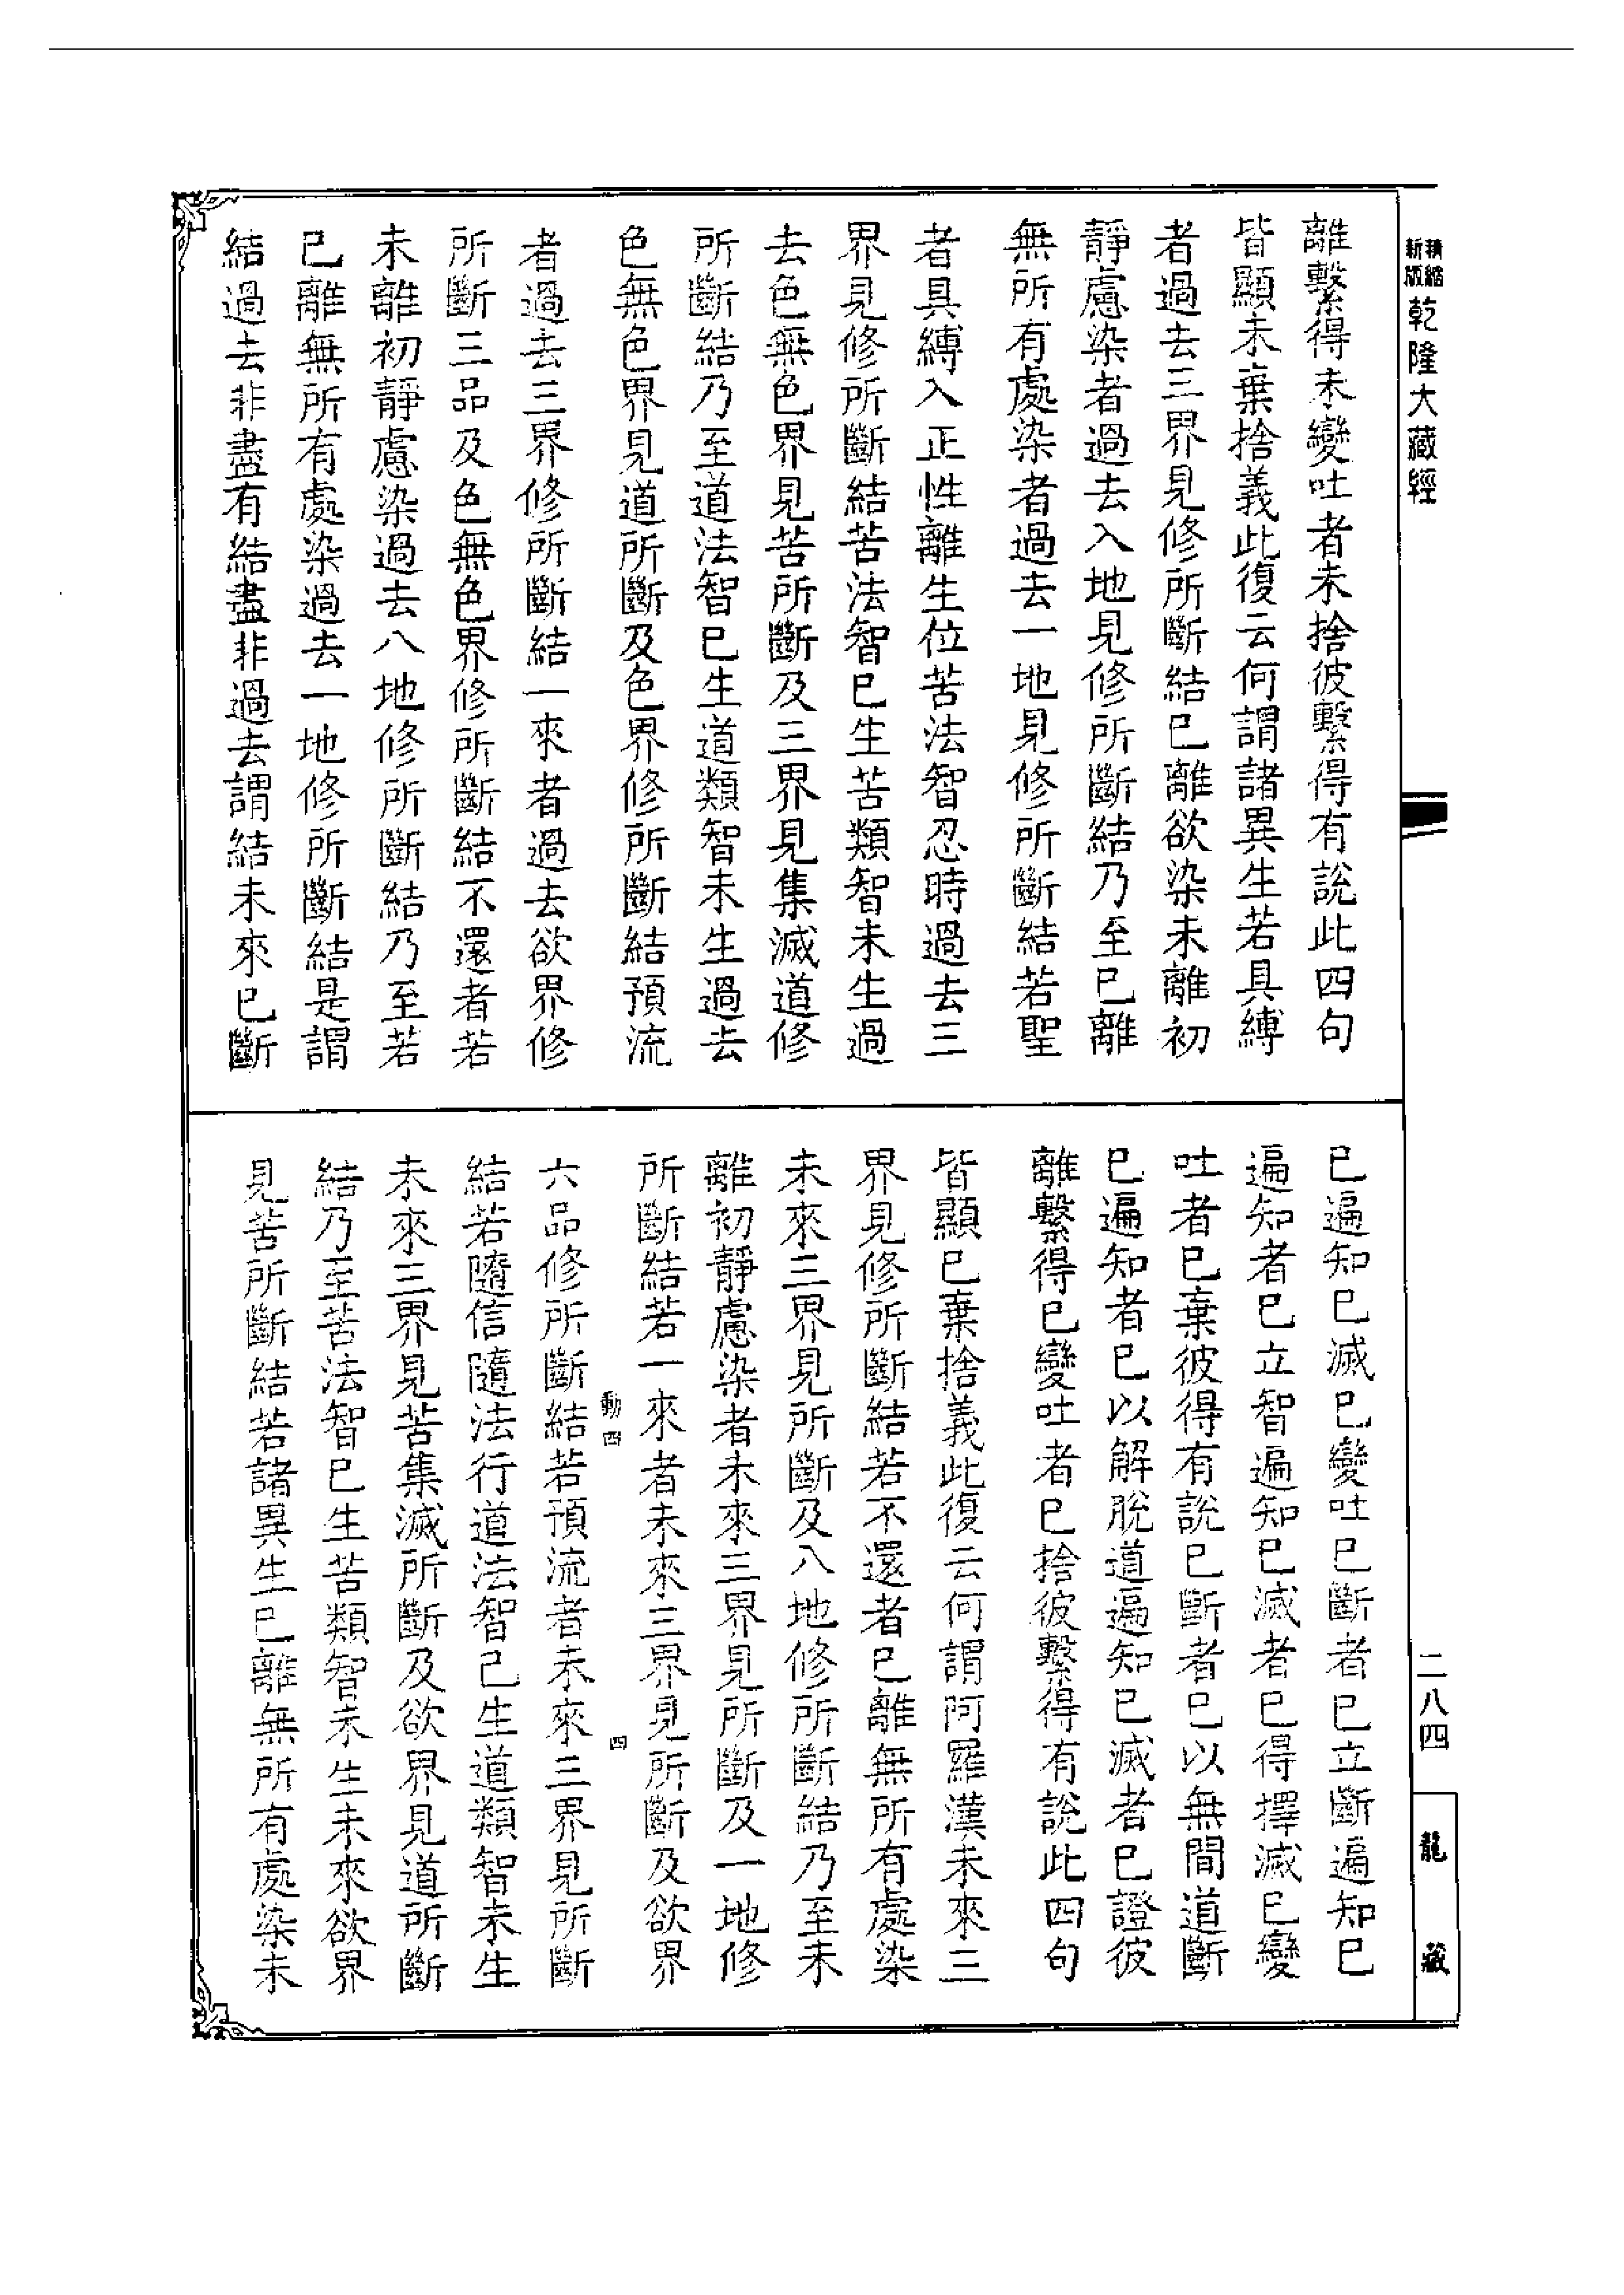 精縮
新版
乾隆大藏經
離繫得未變吐者未捨彼繫得有說此四句
皆顯未棄捨義此復云何謂諸異生若具縛
者過去三界見修所斷結已離欲染未離初
靜慮染者過去八地見修所斷結乃至已離
無所有處染者過去一地見修所斷結若聖
者具縛入正性離生位苦法智忍時過去三
界見修所斷結苦法智已生苦類智未生過
去色無色界見苦所斷及三界見集滅道修
所斷結乃至道法智已生道類智未生過去
色無色界見道所斷及色界修所斷結預流
者過去三界修所斷結一來者過去欲界修
所斷三品及色無色界修所斷結不還者若
未離初靜慮染過去八地修所斷結乃至若
已離無所有處染過去一地修所斷結是謂
結過去非盡有結盡非過去謂結未來已斷
已遍知已滅已變吐已斷者已立斷遍知已
遍知者已立智遍知已滅者已得擇滅已變
吐者已棄彼得有說已斷者已以無間道斷
已遍知者已以解脫道遍知已滅者已證彼
離繫得已變吐者已捨彼繫得有說此四句
皆顯已棄捨義此復云何謂阿羅漢未來三
界見修所斷結若不還者已離無所有處染
未來三界見所斷及八地修所斷結乃至未
離初靜慮染者未來三界見所斷及一地修
所斷結若一來者未來三界見所斷及欲界
動四
四
六品修所斷結若預流者未來三界見所斷
結若隨信隨法行道法智已生道類智未生
未來三界見苦集滅所斷及欲界見道所斷
結乃至苦法智已生苦類智未生未來欲界
見苦所斷結若諸異生已離無所有處染未
二八四
龍藏